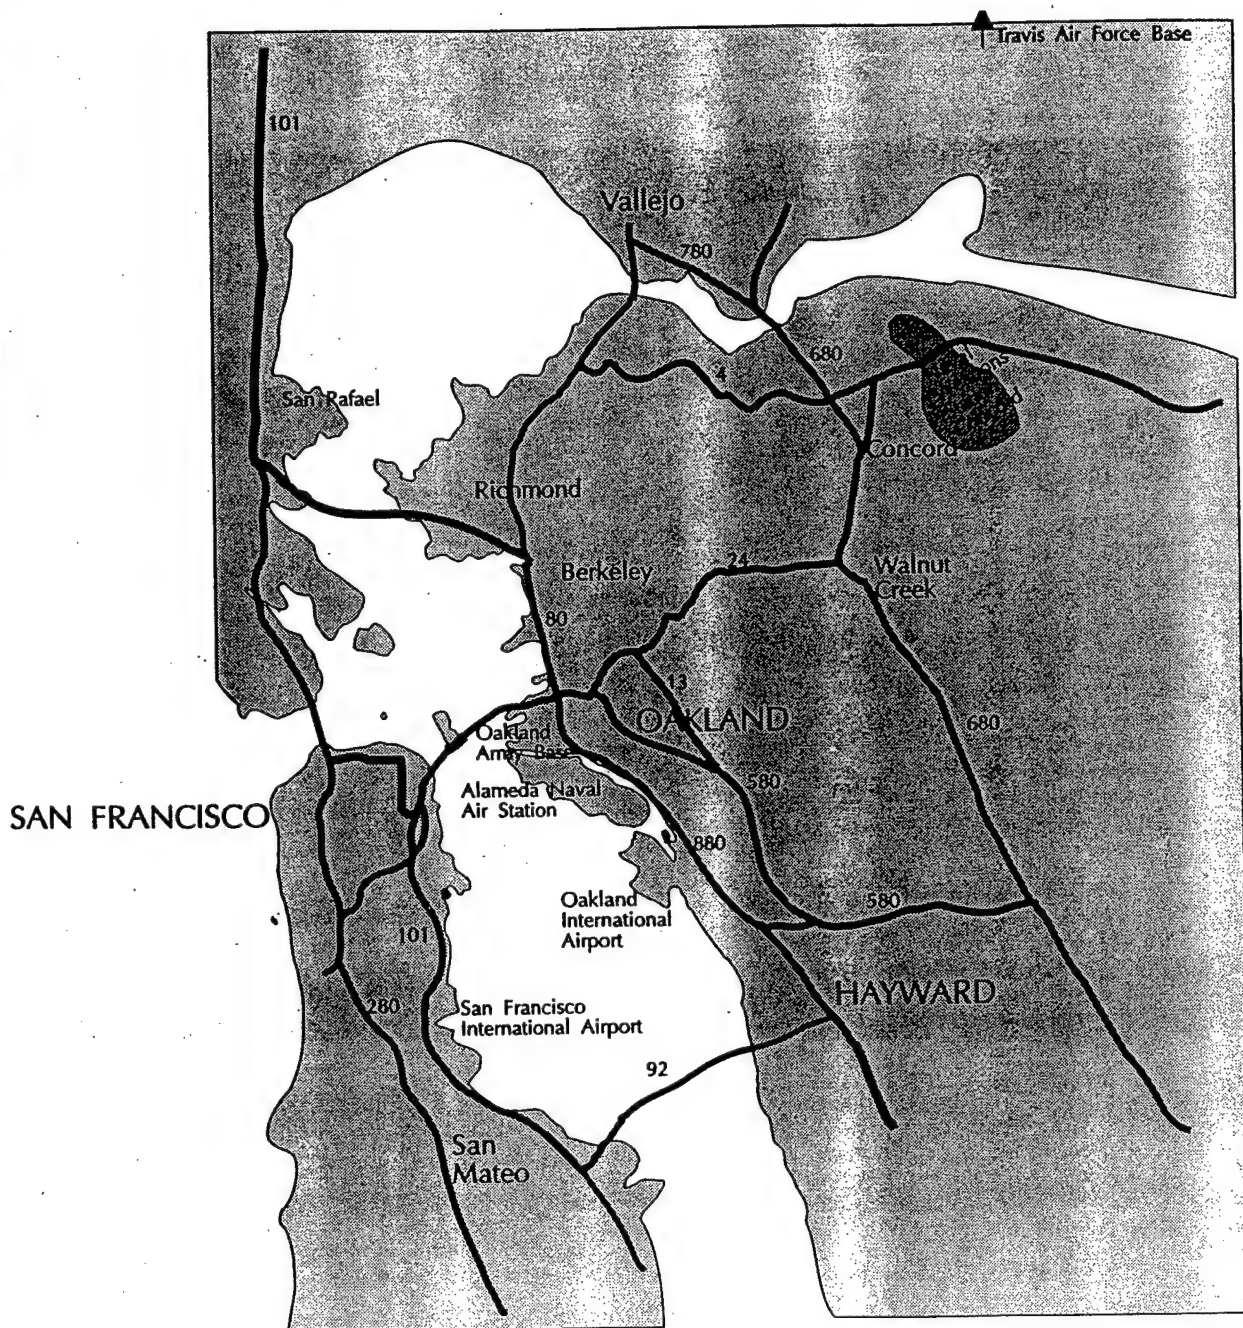 Travis Air Force Base
101
Vallejo
780
680
4
San Rafael
Concord
Richmond
24
Walnut
Creek
Berkeley
80
13
OAKLAND
680
Oakland
Army Base
580
Alameda Naval
Air Station
SAN FRANCISCO
880
580
Oakland
International
Airport
101
HAYWARD
280
San Francisco
International Airport
92
San
Mateo